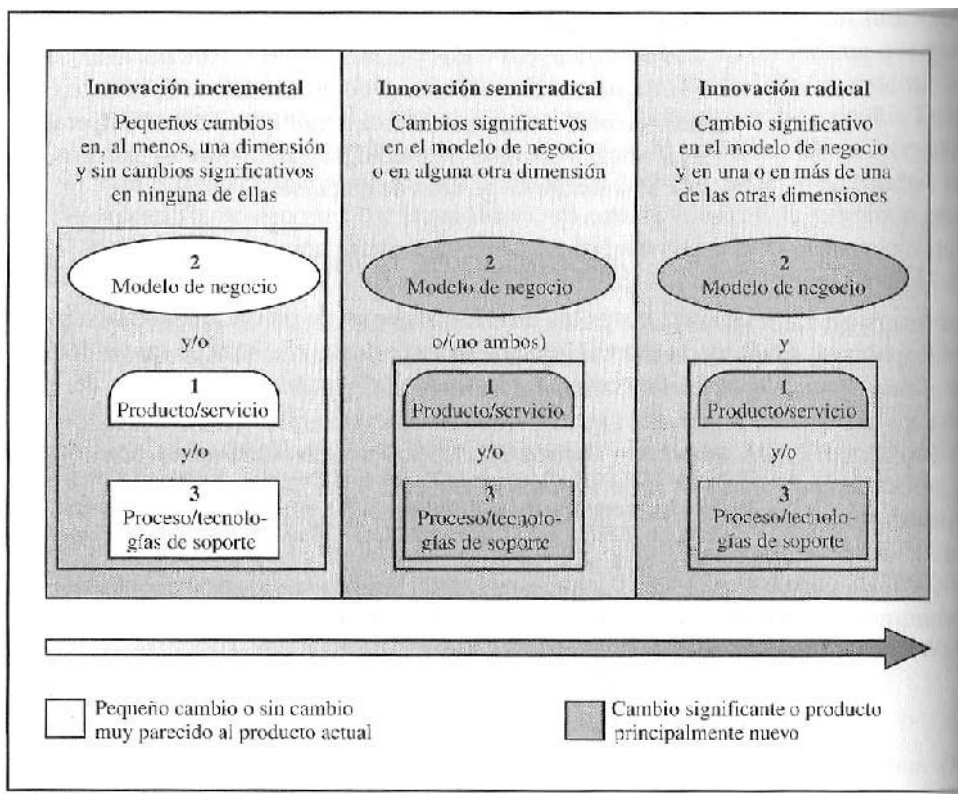 Innovación incremental
Pequeños cambios
en, al menos, una dimensión
y sin cambios significativos
en ninguna de ellas
2
Modelo de negocio
y/o
1
Producto/servicio
y/o
3
Proceso/tecnolo-
gías de soporte
Innovación semirradical
Cambios significativos
en el modelo de negocio
o en alguna otra dimensión
2
Modelo de negocio
o/(no ambos)
1
Producto/servicio
y/o
3
Proceso/tecnolo-
gías de soporte
Innovación radical
Cambio significativo
en el modelo de negocio
y en una o en más de una
de las otras dimensiones
2
Modelo de negocio
y
1
Producto/servicio
y/o
3
Proceso/tecnolo-
gías de soporte
Pequeño cambio o sin cambio
muy parecido al producto actual
Cambio significante o producto
principalmente nuevo